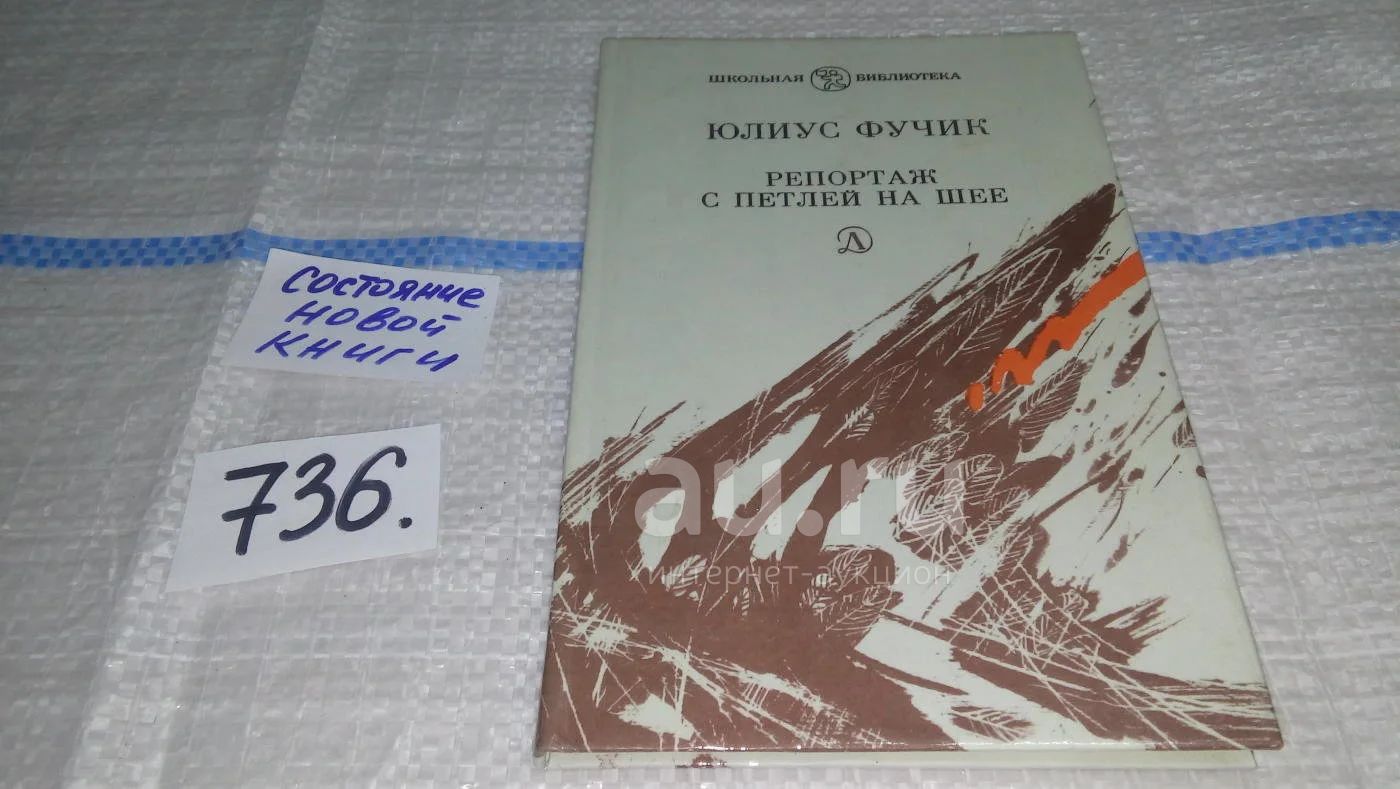 ШКОЛЬНАЯ БИБЛИОТЕКА
ЮЛИУС ФУЧИК
РЕПОРТАЖ
С ПЕТЛЕЙ НА ШЕЕ
Д
СОСТОЯНИЕ
НОВОЙ
КНИГИ
736.
au.ru
интернет-аукцион